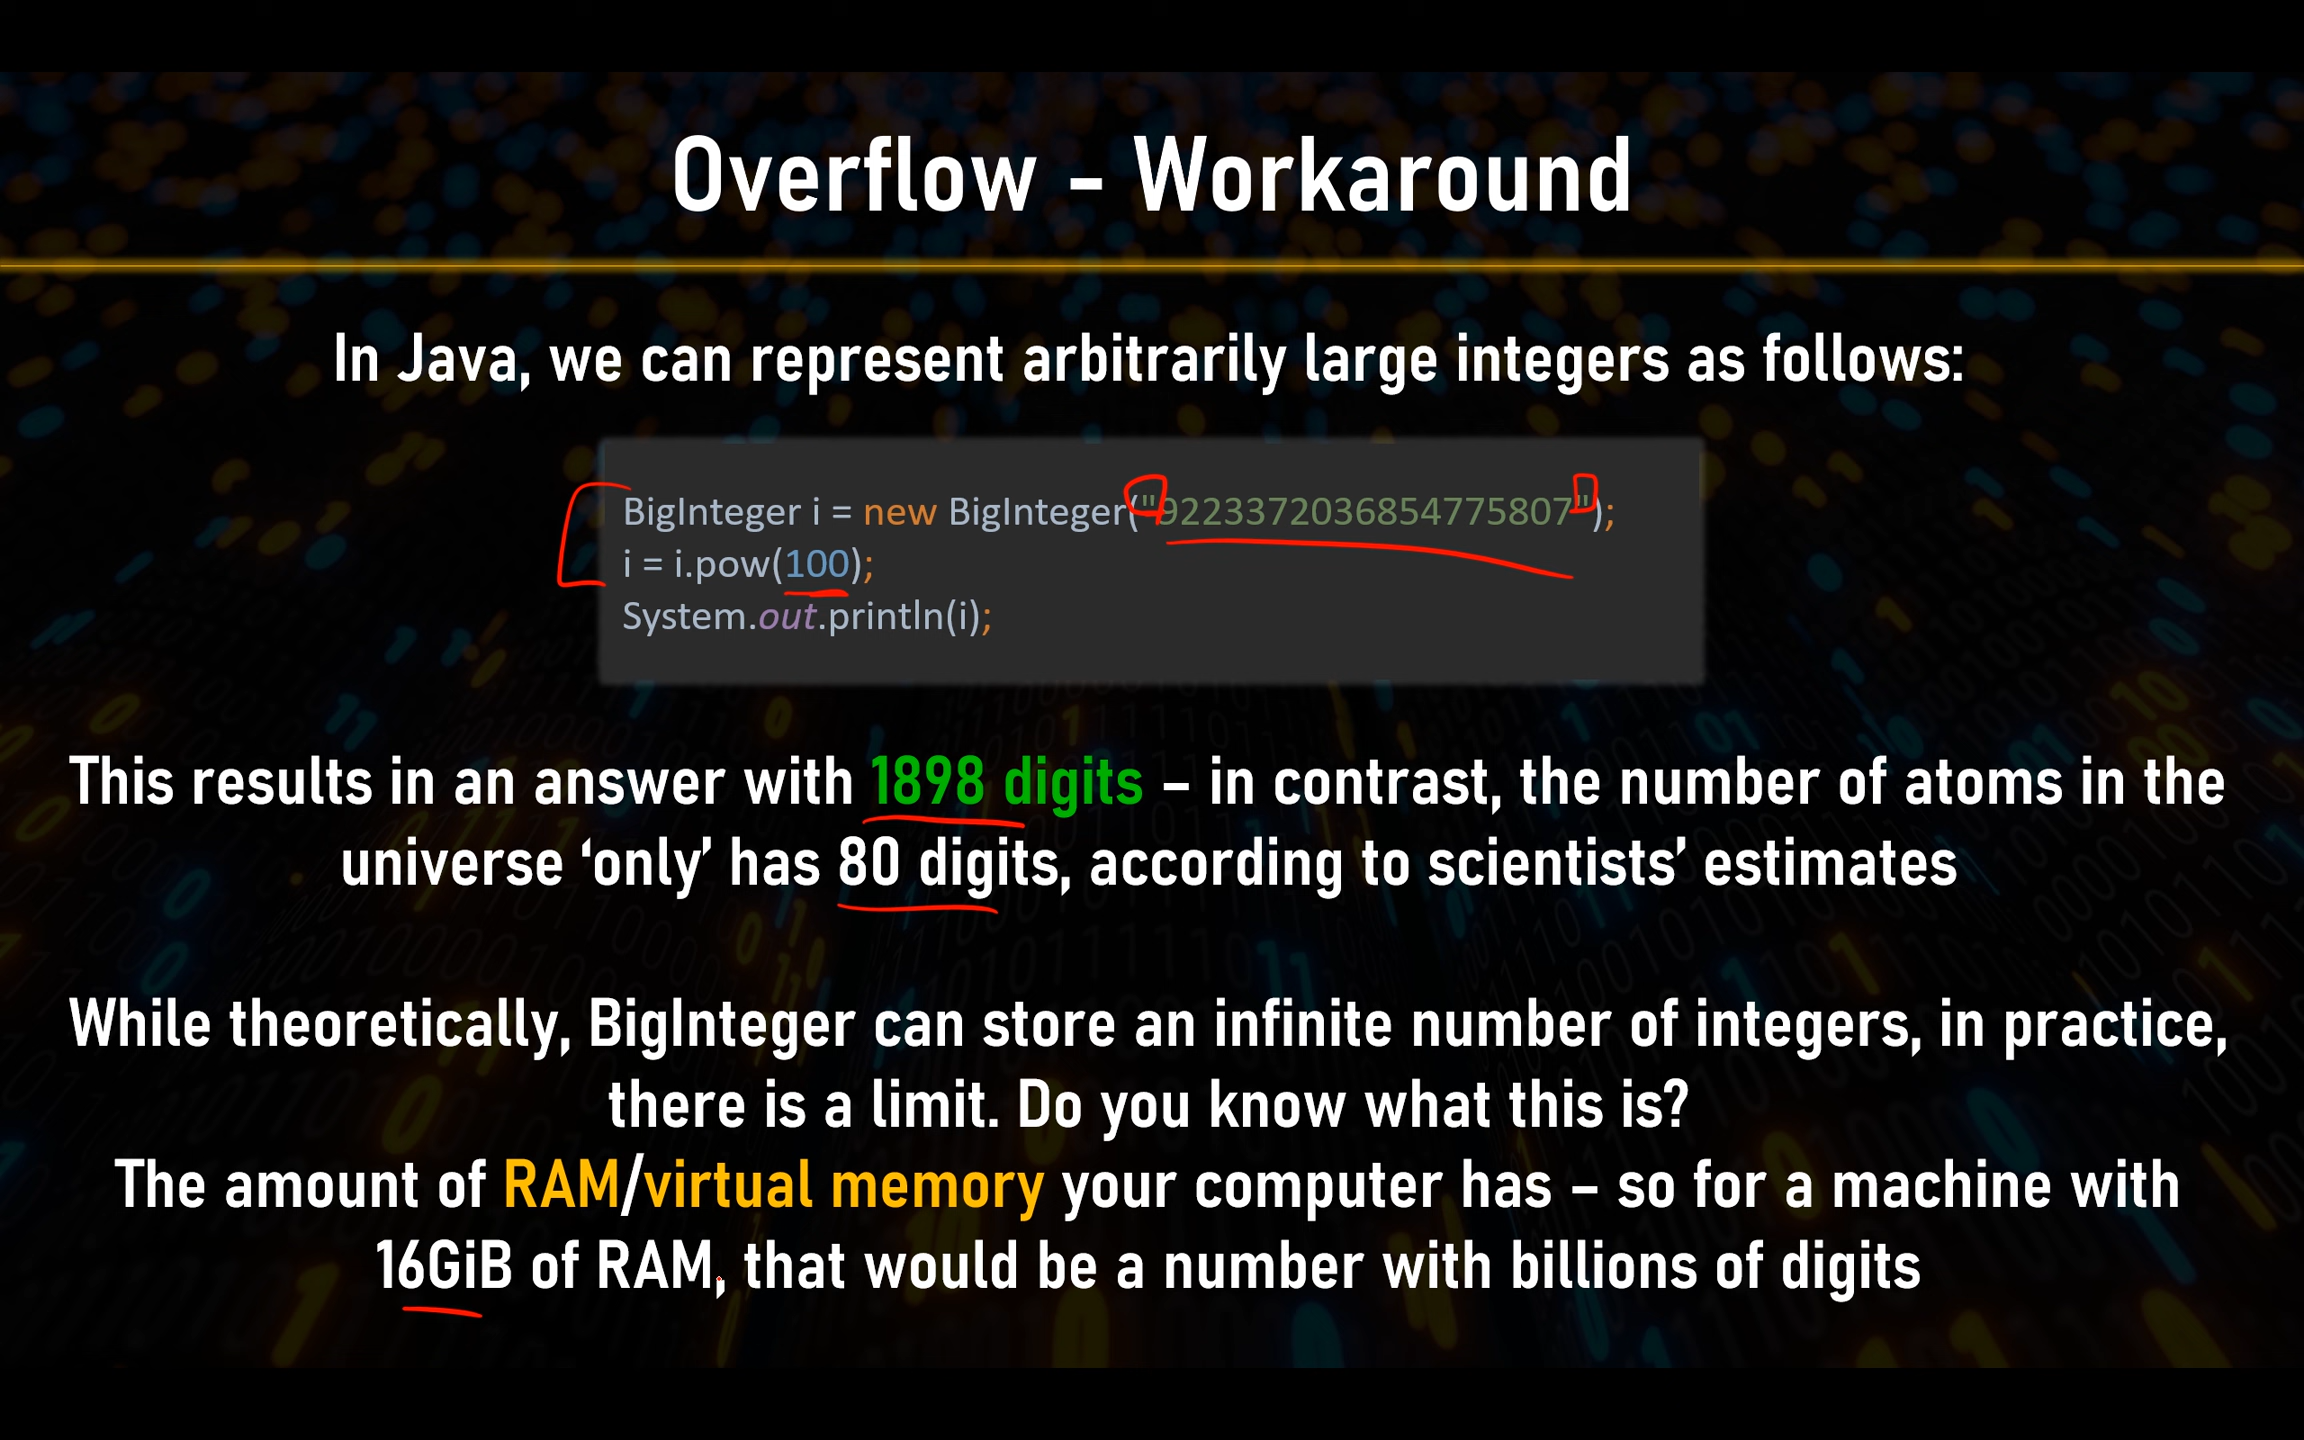 Overflow - Workaround
In Java, we can represent arbitrarily large integers as follows:
BigInteger i = new BigInteger("9223372036854775807");
i = i.pow(100);
System.out.println(i);
This results in an answer with 1898 digits – in contrast, the number of atoms in the
universe ‘only’ has 80 digits, according to scientists’ estimates
While theoretically, BigInteger can store an infinite number of integers, in practice,
there is a limit. Do you know what this is?
The amount of RAM/virtual memory your computer has – so for a machine with
16GiB of RAM, that would be a number with billions of digits